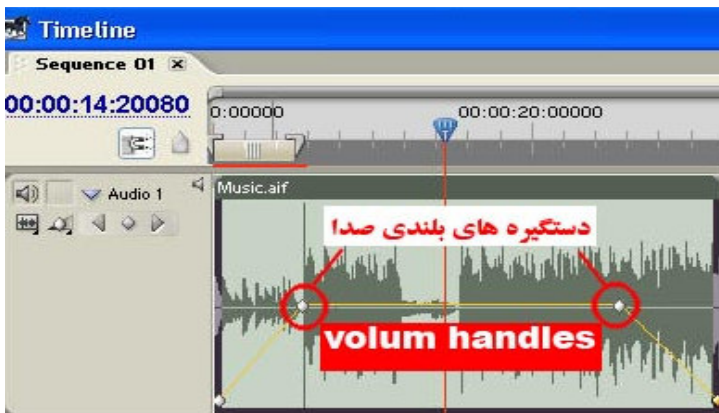 Timeline
Sequence 01
00:00:14:20080
0:00000 00:00:20:00000
Audio 1
Music.aif
دستگیره های بلندی صدا
volum handles